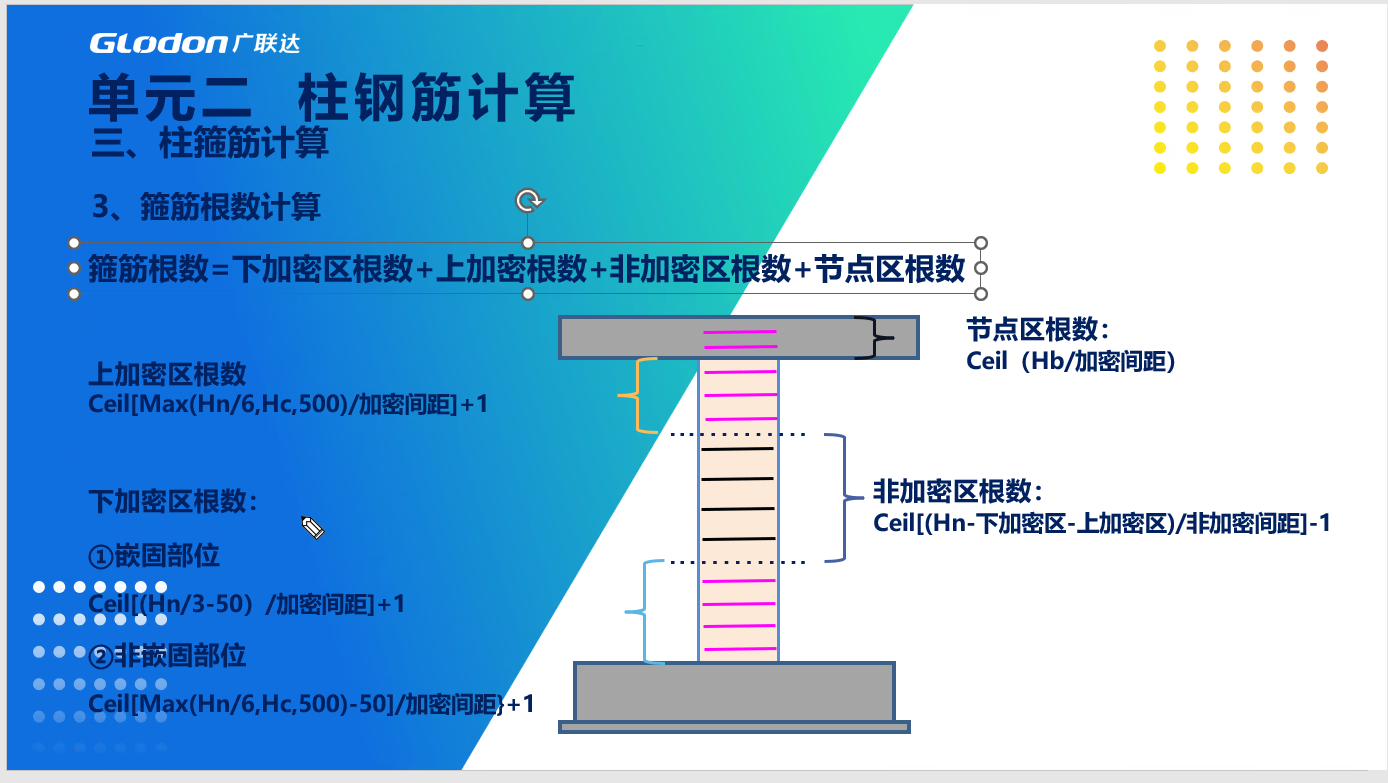 GLodon广联达
单元二 柱钢筋计算
三、柱箍筋计算
3、箍筋根数计算
箍筋根数=下加密区根数+上加密根数+非加密区根数+节点区根数
节点区根数：
Ceil（Hb/加密间距）
上加密区根数
Ceil[Max(Hn/6,Hc,500)/加密间距]+1
非加密区根数：
Ceil[(Hn-下加密区-上加密区)/非加密间距]-1
下加密区根数：
①嵌固部位
Ceil[(Hn/3-50）/加密间距]+1
②非嵌固部位
Ceil[Max(Hn/6,Hc,500)-50]/加密间距}+1